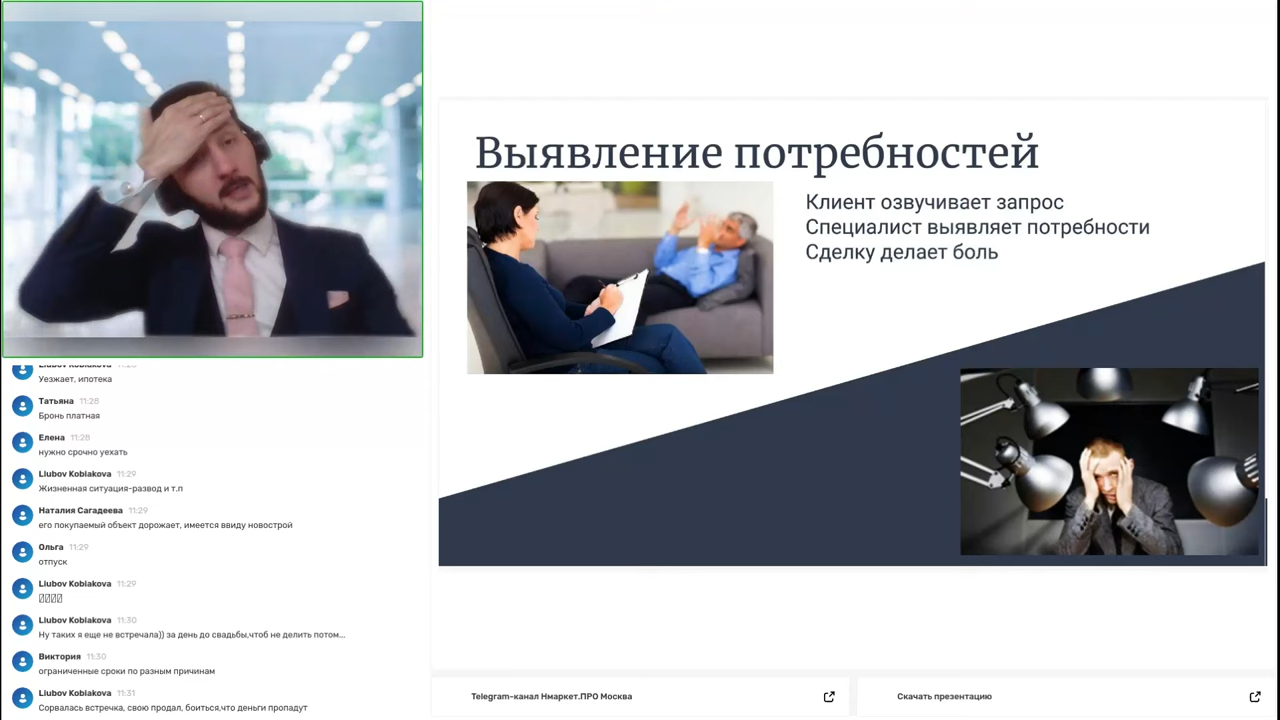 Выявление потребностей
Клиент озвучивает запрос
Специалист выявляет потребности
Сделку делает боль
Liubov Kobiakova 11:28
Уезжает, ипотека
Татьяна 11:28
Бронь платная
Елена 11:28
нужно срочно уехать
Liubov Kobiakova 11:29
Жизненная ситуация-развод и т.п
Наталия Сагадеева 11:29
его покупаемый объект дорожает, имеется ввиду новострой
Ольга 11:29
отпуск
Liubov Kobiakova 11:29
Liubov Kobiakova 11:30
Ну таких я еще не встречала)) за день до свадьбы,чтоб не делить потом...
Виктория 11:30
ограниченные сроки по разным причинам
Liubov Kobiakova 11:31
Сорвалась встречка, свою продал, боиться,что деньги пропадут
Telegram-канал Нмаркет.ПРО Москва
Скачать презентацию